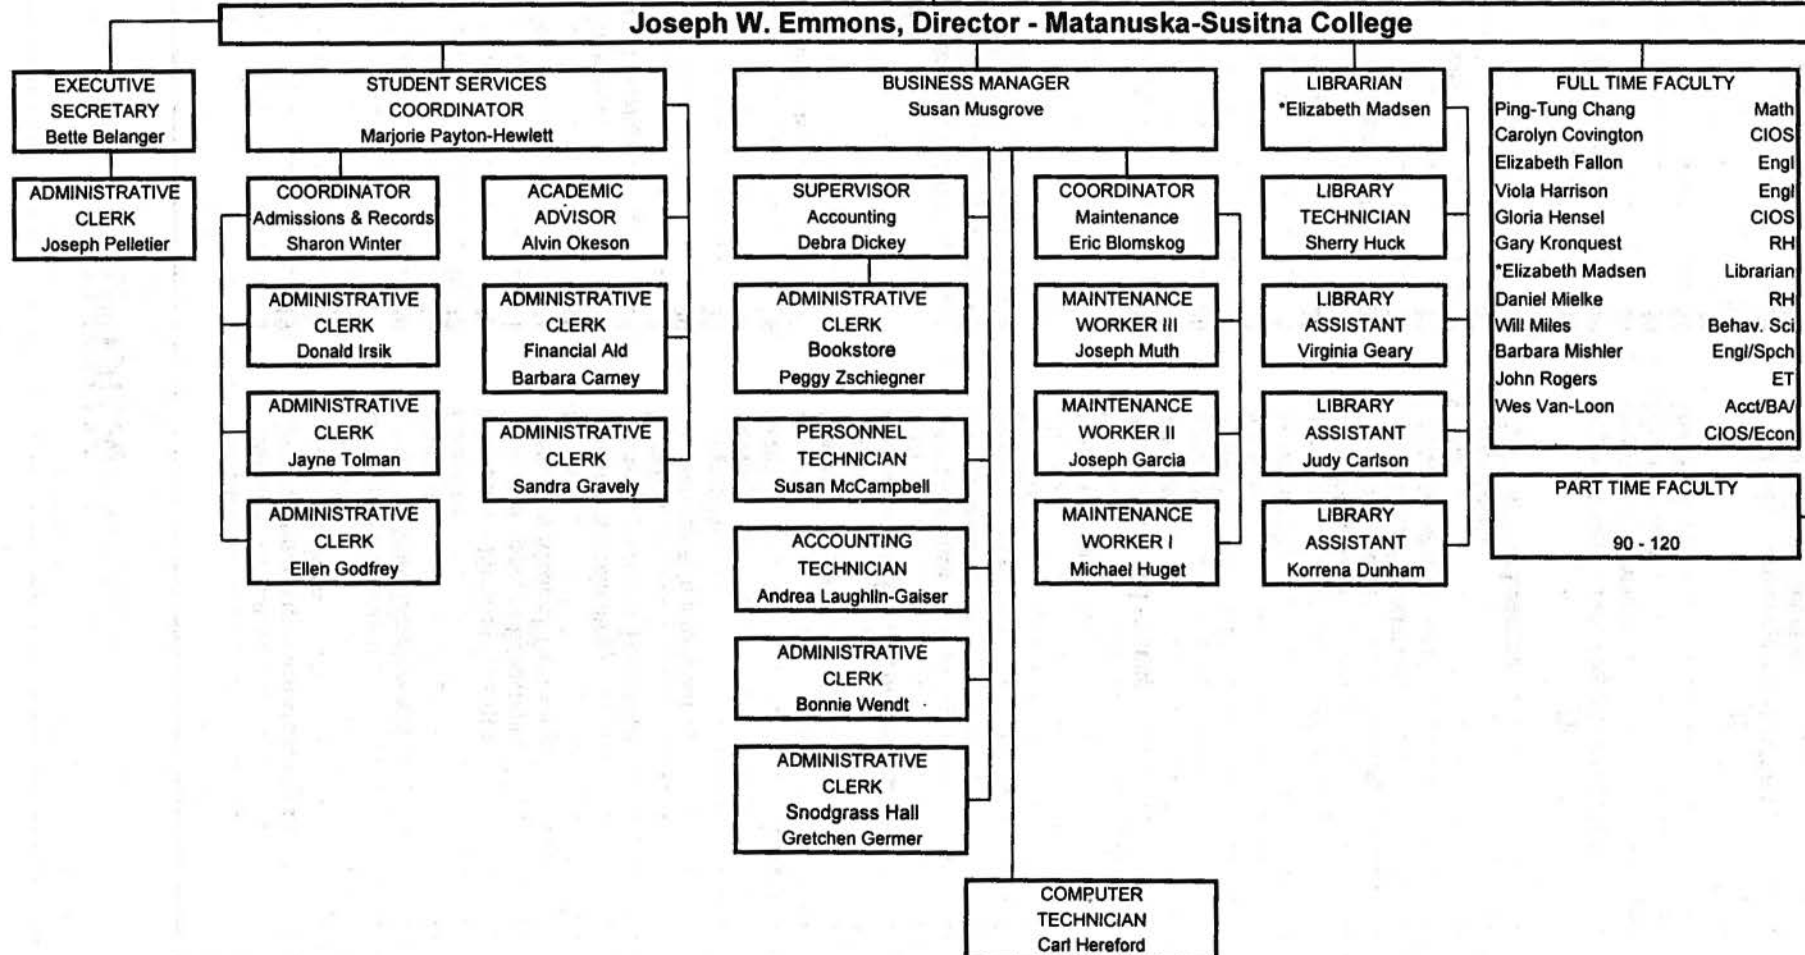 Joseph W. Emmons, Director - Matanuska-Susitna College
EXECUTIVE
SECRETARY
Bette Belanger
ADMINISTRATIVE
CLERK
Joseph Pelletier
STUDENT SERVICES
COORDINATOR
Marjorie Payton-Hewlett
COORDINATOR
Admissions & Records
Sharon Winter
ADMINISTRATIVE
CLERK
Donald Irsik
ADMINISTRATIVE
CLERK
Jayne Tolman
ADMINISTRATIVE
CLERK
Ellen Godfrey
ACADEMIC
ADVISOR
Alvin Okeson
ADMINISTRATIVE
CLERK
Financial Aid
Barbara Carney
ADMINISTRATIVE
CLERK
Sandra Gravely
BUSINESS MANAGER
Susan Musgrove
SUPERVISOR
Accounting
Debra Dickey
ADMINISTRATIVE
CLERK
Bookstore
Peggy Zschiegner
PERSONNEL
TECHNICIAN
Susan McCampbell
ACCOUNTING
TECHNICIAN
Andrea Laughlin-Gaiser
ADMINISTRATIVE
CLERK
Bonnie Wendt
ADMINISTRATIVE
CLERK
Snodgrass Hall
Gretchen Germer
COORDINATOR
Maintenance
Eric Blomskog
MAINTENANCE
WORKER III
Joseph Muth
MAINTENANCE
WORKER II
Joseph Garcia
MAINTENANCE
WORKER I
Michael Huget
COMPUTER
TECHNICIAN
Carl Hereford
LIBRARIAN
*Elizabeth Madsen
LIBRARY
TECHNICIAN
Sherry Huck
LIBRARY
ASSISTANT
Virginia Geary
LIBRARY
ASSISTANT
Judy Carlson
LIBRARY
ASSISTANT
Korrena Dunham
FULL TIME FACULTY
Ping-Tung Chang Math
Carolyn Covington CIOS
Elizabeth Fallon Engl
Viola Harrison Engl
Gloria Hensel CIOS
Gary Kronquest RH
*Elizabeth Madsen Librarian
Daniel Mielke RH
Will Miles Behav. Sci
Barbara Mishler Engl/Spch
John Rogers ET
Wes Van-Loon Acct/BA/
CIOS/Econ
PART TIME FACULTY
90 - 120